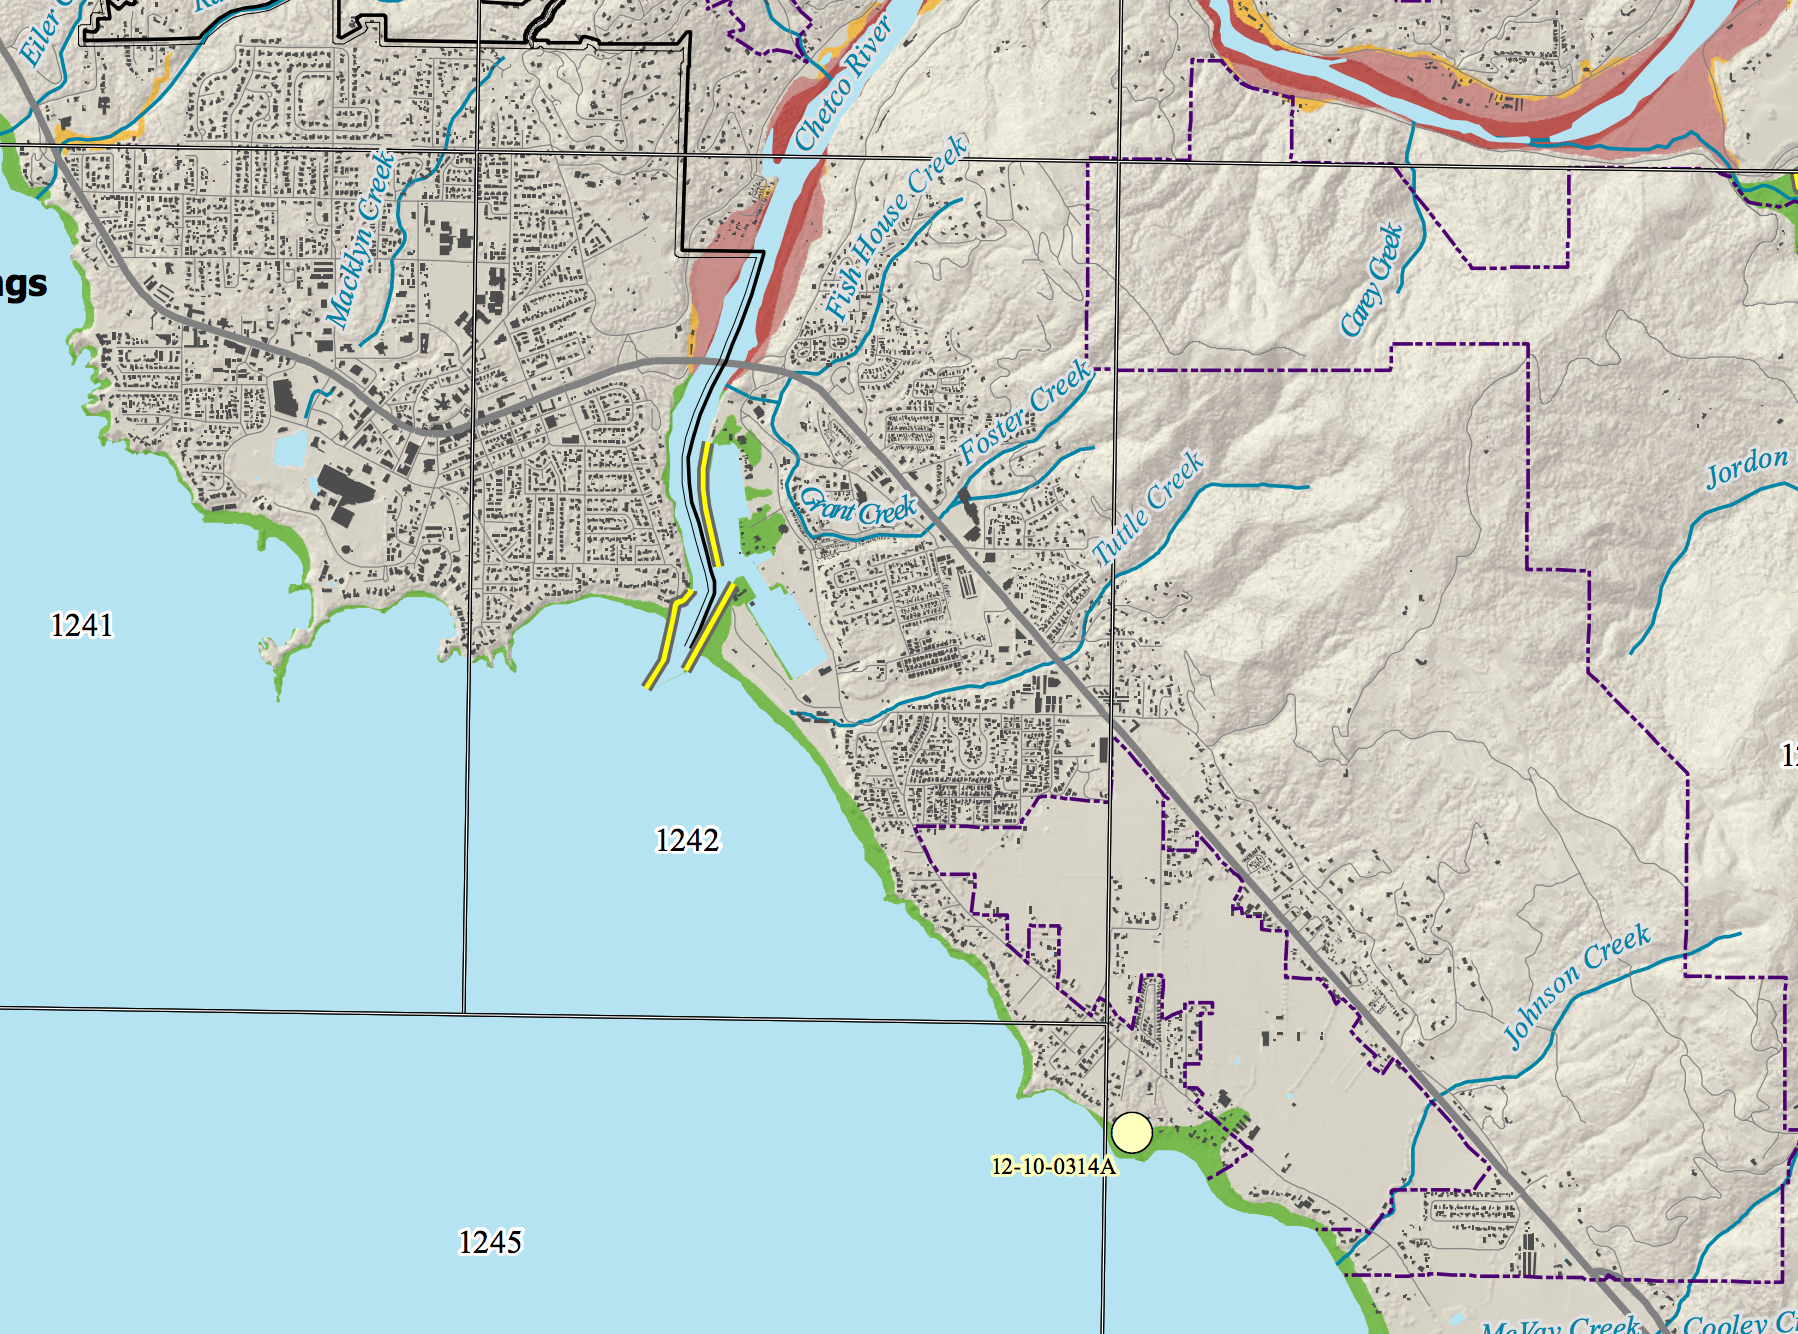 Eiler C
Chetco River
Macklyn Creek
Fish House Creek
Carey Creek
ngs
Foster Creek
Grant Creek
Tuttle Creek
Jordon
1241
1242
Johnson Creek
12-10-0314A
1245
McVay Creek
Cooley C